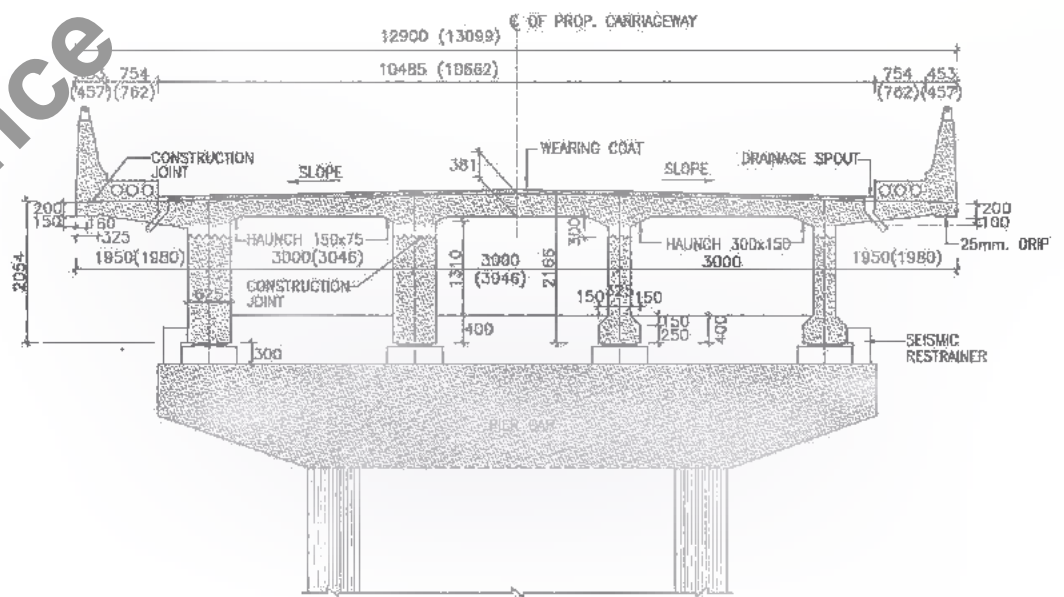 ice
℄ OF PROP. CARRIAGEWAY
12900 (13099)
10485 (10662)
453 754
(457) (762)
754 453
(762) (457)
CONSTRUCTION
JOINT
SLOPE
381
WEARING COAT
SLOPE
DRAINAGE SPOUT
200
150
160
325
200
100
25mm. DRIP
HAUNCH 150x75
300
HAUNCH 300x150
1950(1980)
3000(3046)
3000
(3046)
3000
1950(1980)
2054
CONSTRUCTION
JOINT
1310
2165
625
150 325 150
400
150
250
400
300
SEISMIC
RESTRAINER
PIER CAP